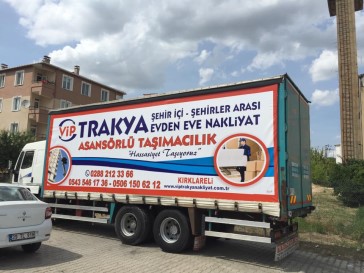 ViP TRAKYA ŞEHİR İÇİ - ŞEHİRLER ARASI
EVDEN EVE NAKLİYAT
ASANSÖRLÜ TAŞIMACILIK
"Hassasiyet Taşıyoruz"
0288 212 33 66
0543 546 17 36 - 0506 150 62 12
KIRKLARELİ
www.viptrakyanakliyat.com.tr